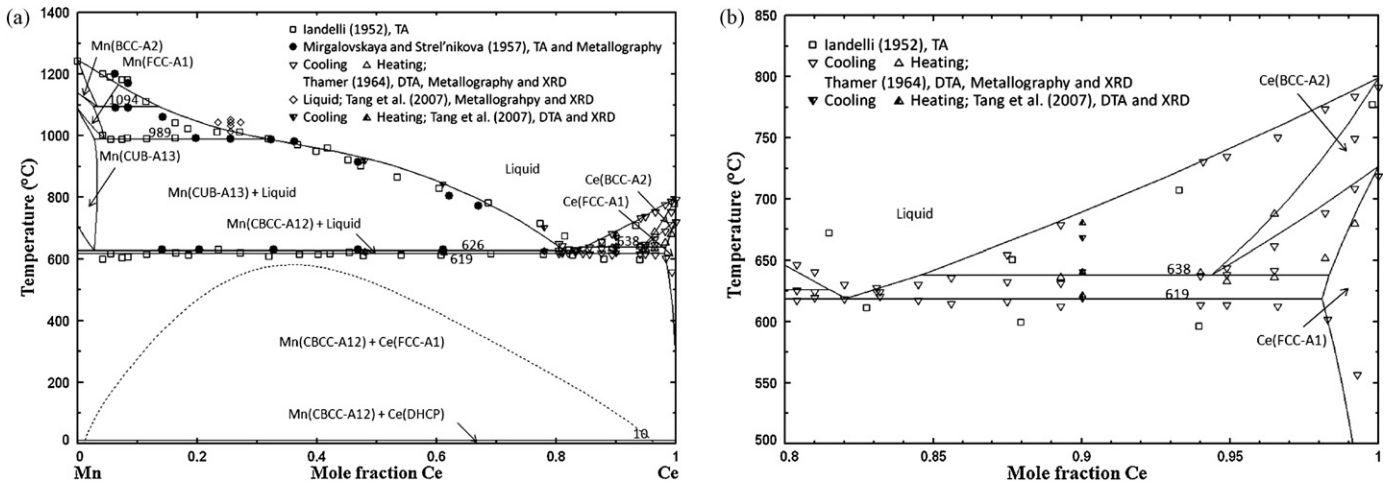 (a)
Iandelli (1952), TA
Mirgalovskaya and Strel'nikova (1957), TA and Metallography
Cooling Heating;
Thamer (1964), DTA, Metallography and XRD
Liquid; Tang et al. (2007), Metallograhpy and XRD
Cooling Heating; Tang et al. (2007), DTA and XRD
Mn(BCC-A2)
Mn(FCC-A1)
1094
989
Mn(CUB-A13)
Liquid
Mn(CUB-A13) + Liquid
Ce(BCC-A2)
Ce(FCC-A1)
Mn(CBCC-A12) + Liquid
626
638
619
Mn(CBCC-A12) + Ce(FCC-A1)
Mn(CBCC-A12) + Ce(DHCP)
10
1400
1200
1000
800
600
400
200
0
Temperature (°C)
0 0.2 0.4 0.6 0.8 1
Mn Mole fraction Ce Ce
(b)
Iandelli (1952), TA
Cooling Heating;
Thamer (1964), DTA, Metallography and XRD
Cooling Heating; Tang et al. (2007), DTA and XRD
Ce(BCC-A2)
Liquid
638
619
Ce(FCC-A1)
850
800
750
700
650
600
550
500
Temperature (°C)
0.8 0.85 0.9 0.95 1
Mole fraction Ce